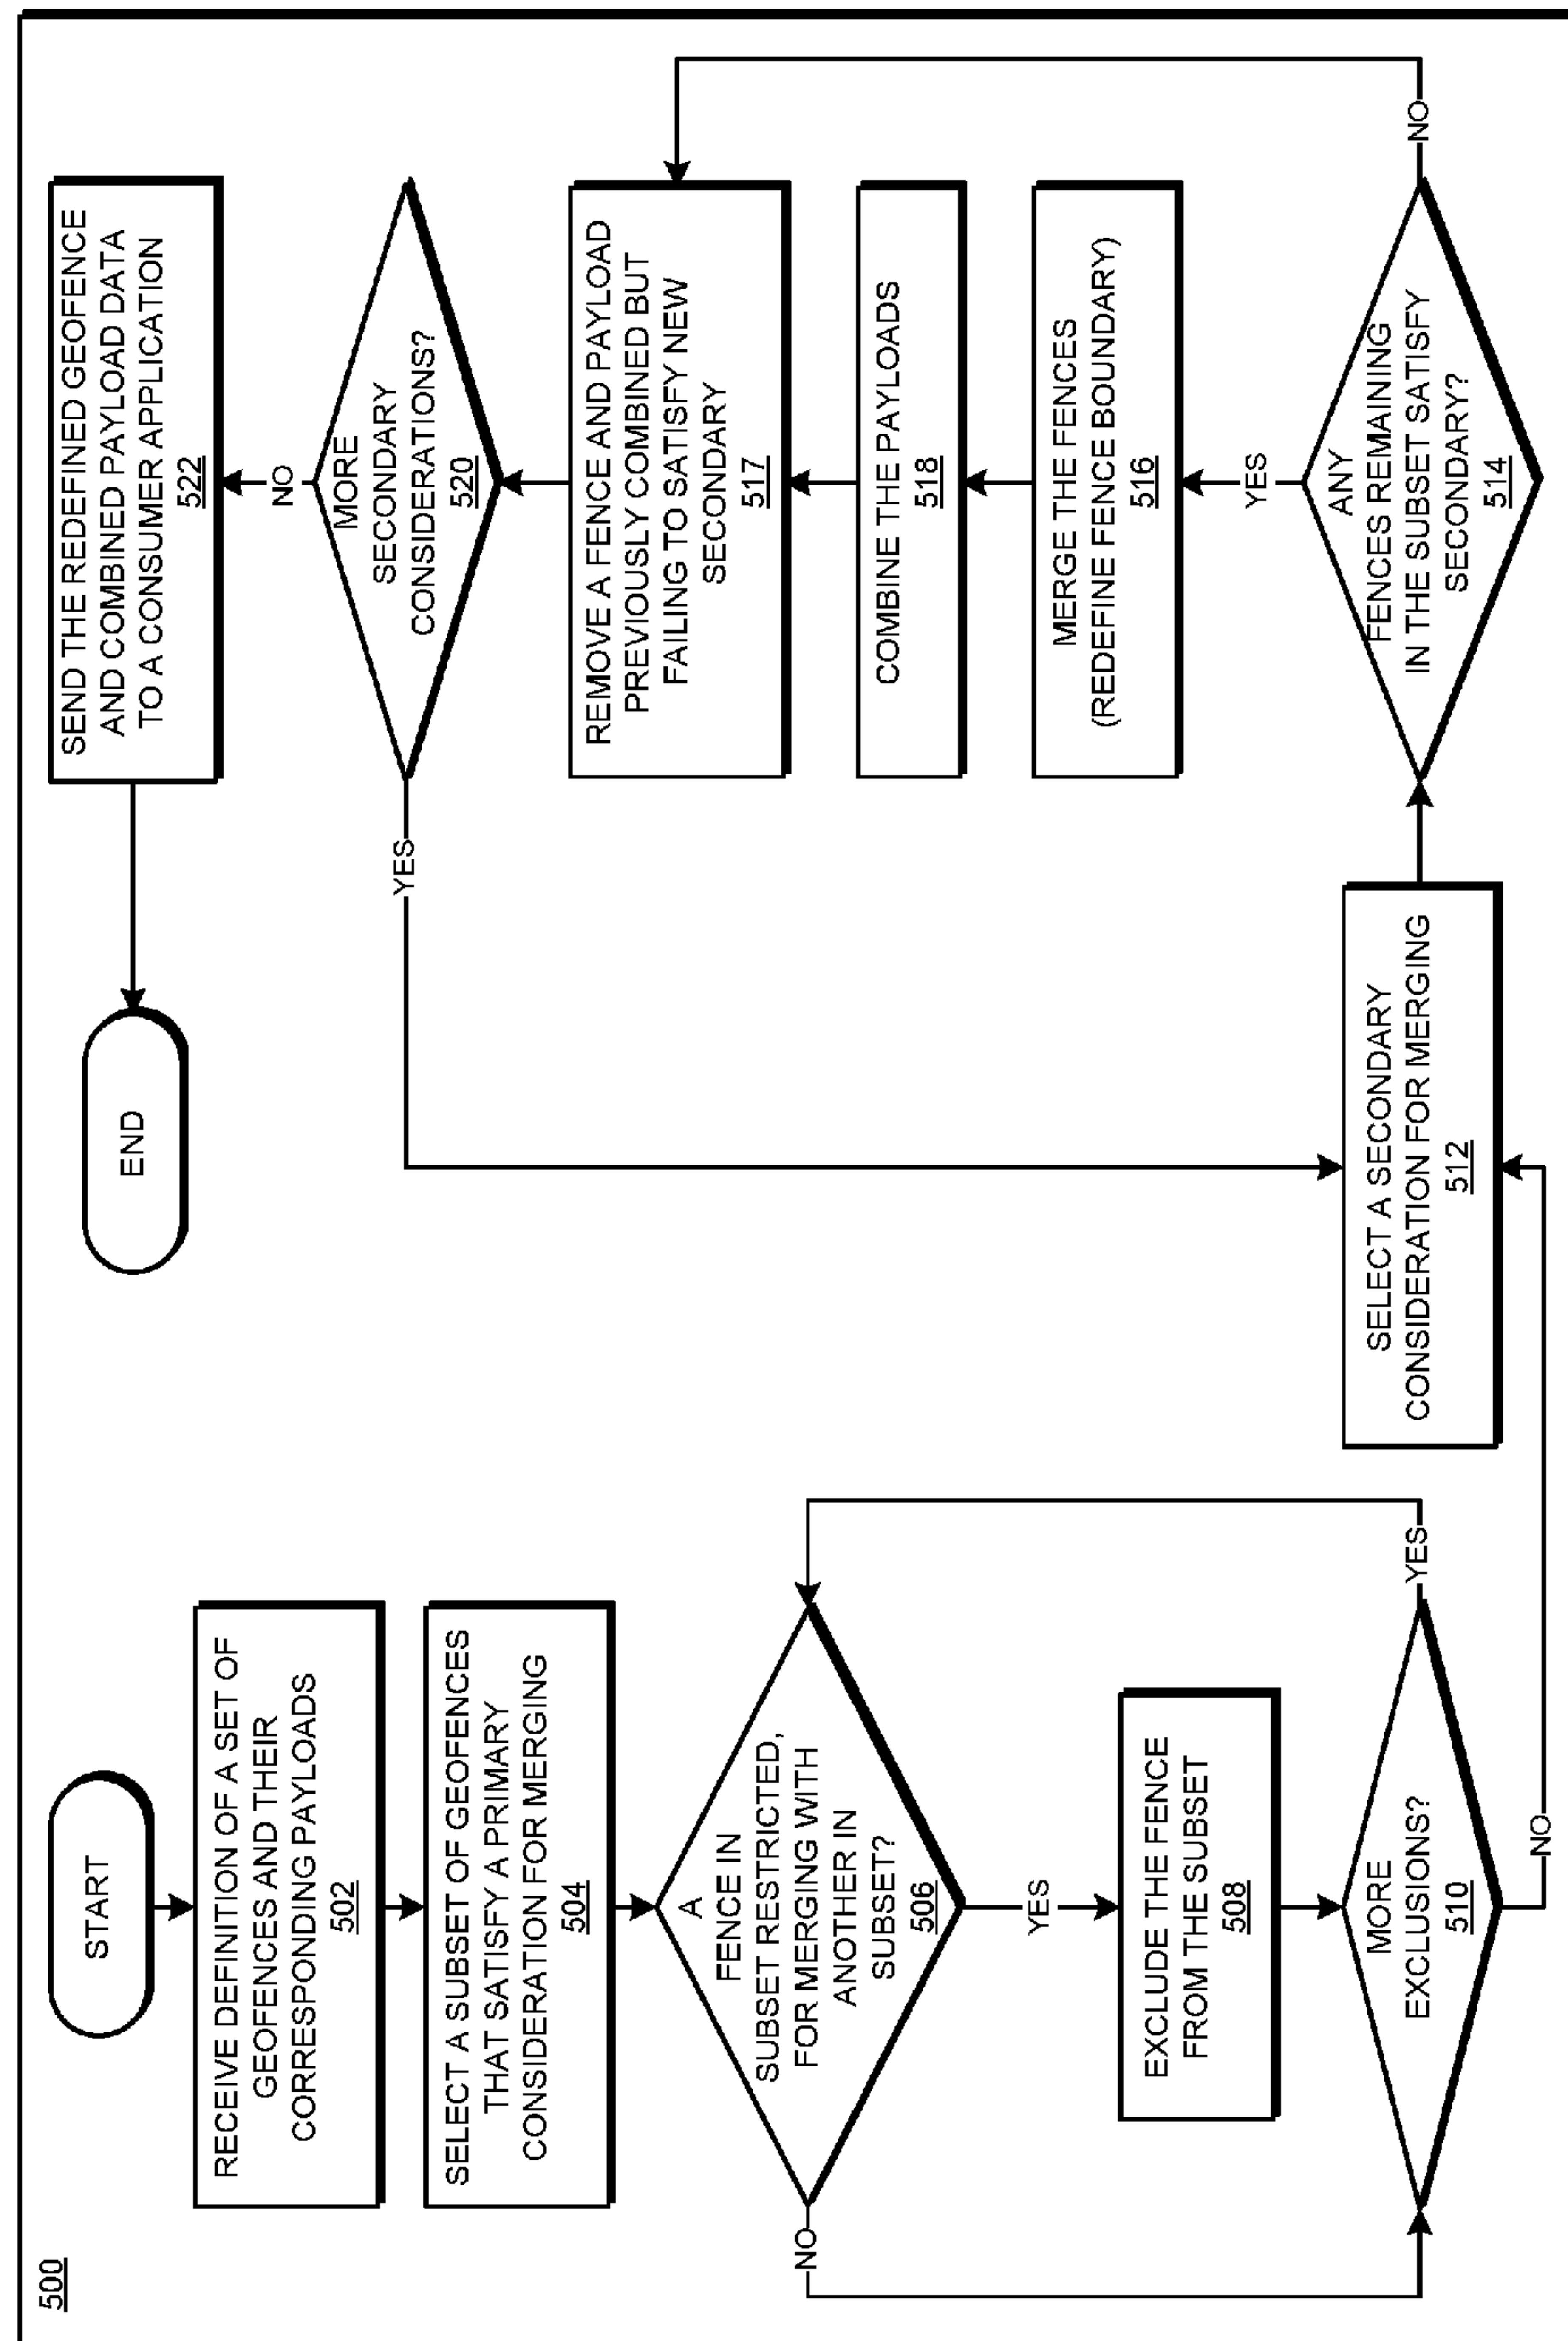 500
START
RECEIVE DEFINITION OF A SET OF
GEOFENCES AND THEIR
CORRESPONDING PAYLOADS
502
SELECT A SUBSET OF GEOFENCES
THAT SATISFY A PRIMARY
CONSIDERATION FOR MERGING
504
A
FENCE IN
SUBSET RESTRICTED,
FOR MERGING WITH
ANOTHER IN
SUBSET?
506
NO
YES
EXCLUDE THE FENCE
FROM THE SUBSET
508
MORE
EXCLUSIONS?
510
YES
NO
SELECT A SECONDARY
CONSIDERATION FOR MERGING
512
ANY
FENCES REMAINING
IN THE SUBSET SATISFY
SECONDARY?
514
NO
YES
MERGE THE FENCES
(REDEFINE FENCE BOUNDARY)
516
COMBINE THE PAYLOADS
518
REMOVE A FENCE AND PAYLOAD
PREVIOUSLY COMBINED BUT
FAILING TO SATISFY NEW
SECONDARY
517
MORE
SECONDARY
CONSIDERATIONS?
520
YES
NO
SEND THE REDEFINED GEOFENCE
AND COMBINED PAYLOAD DATA
TO A CONSUMER APPLICATION
522
END